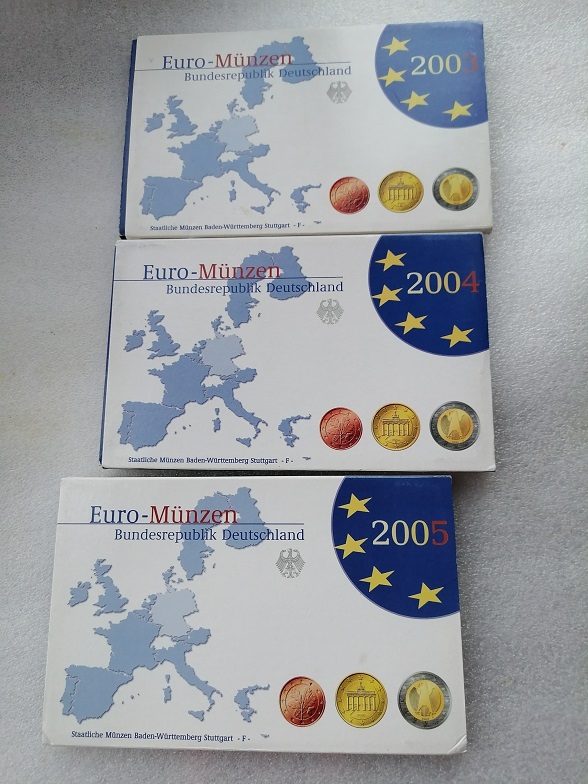 Euro-Münzen
Bundesrepublik Deutschland
2003
Staatliche Münzen Baden-Württemberg Stuttgart - F -
Euro-Münzen
Bundesrepublik Deutschland
2004
Staatliche Münzen Baden-Württemberg Stuttgart - F -
Euro-Münzen
Bundesrepublik Deutschland
2005
Staatliche Münzen Baden-Württemberg Stuttgart - F -